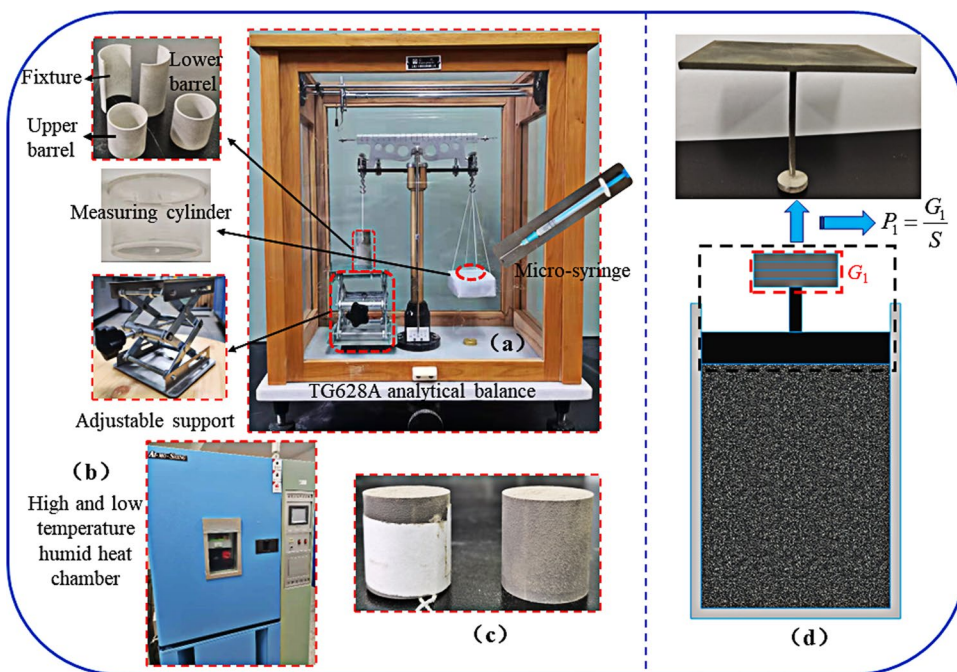 Fixture
Lower
barrel
Upper
barrel
Measuring cylinder
Micro-syringe
(a)
TG628A analytical balance
Adjustable support
(b)
High and low
temperature
humid heat
chamber
(c)
P₁ = G₁/S
G₁
(d)